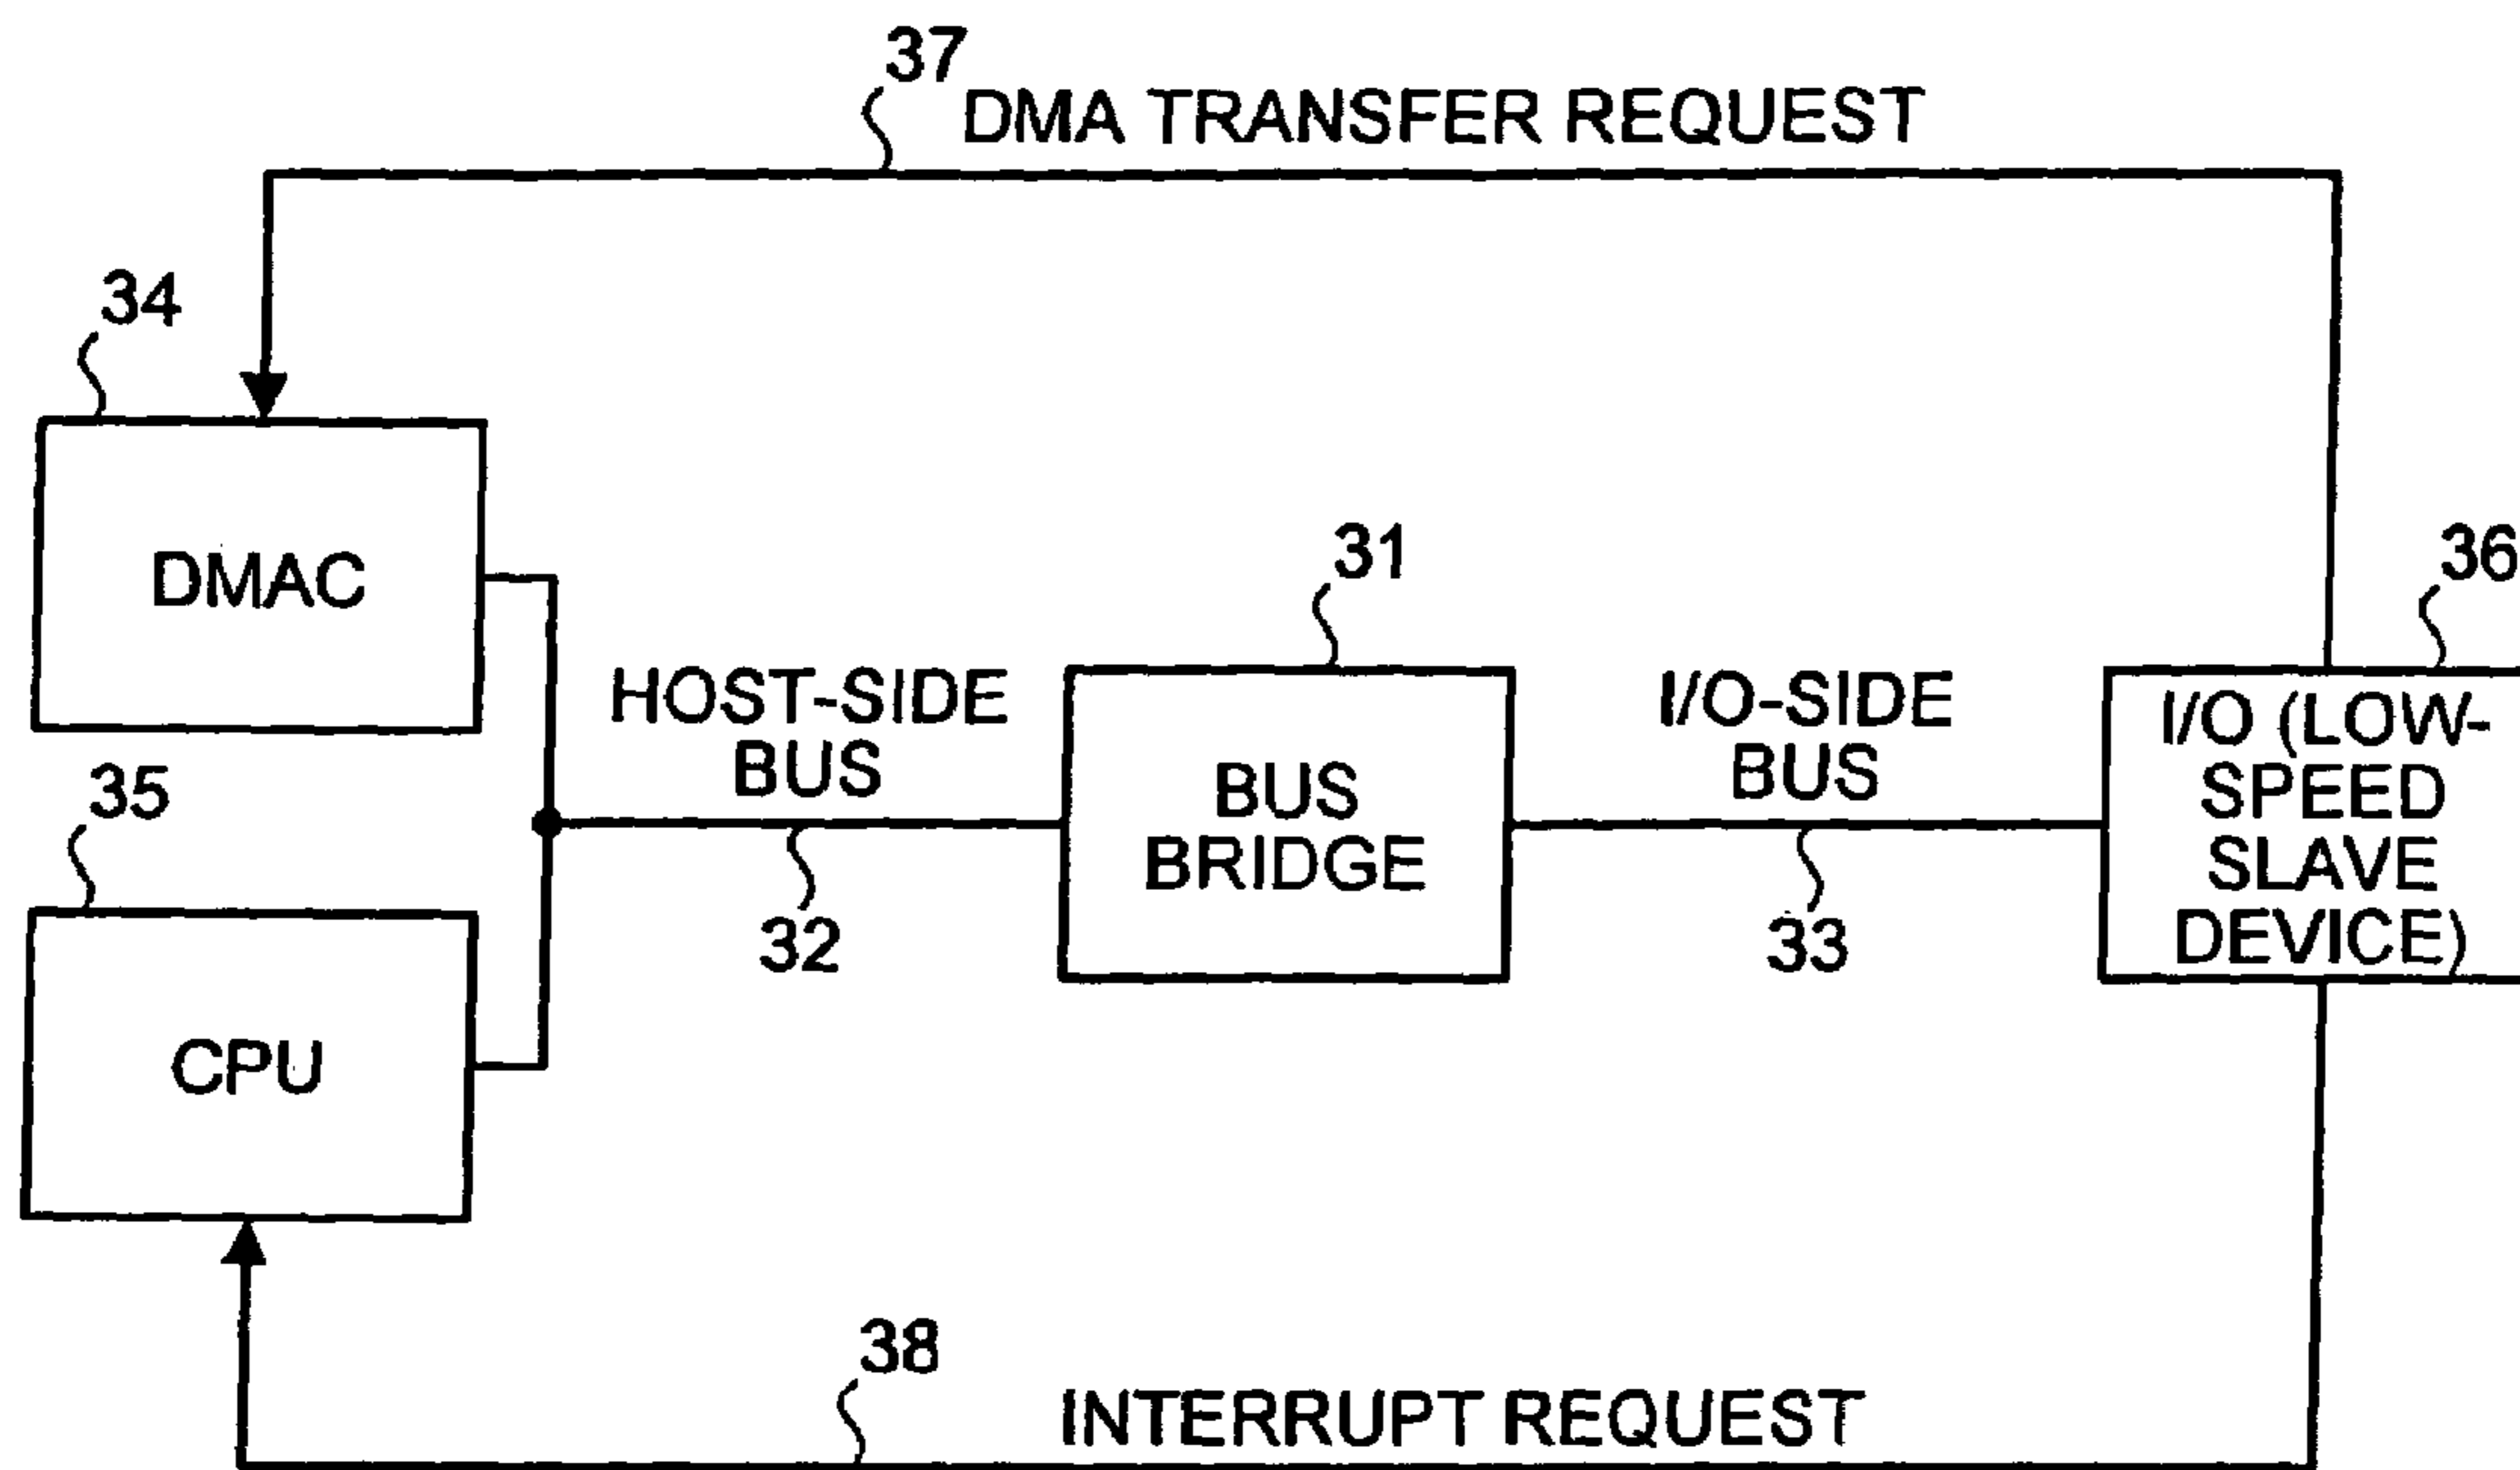 37
DMA TRANSFER REQUEST
34
DMAC
31
36
HOST-SIDE
BUS
I/O-SIDE
BUS
BUS
BRIDGE
I/O (LOW-
SPEED
SLAVE
DEVICE)
35
32
33
CPU
38
INTERRUPT REQUEST